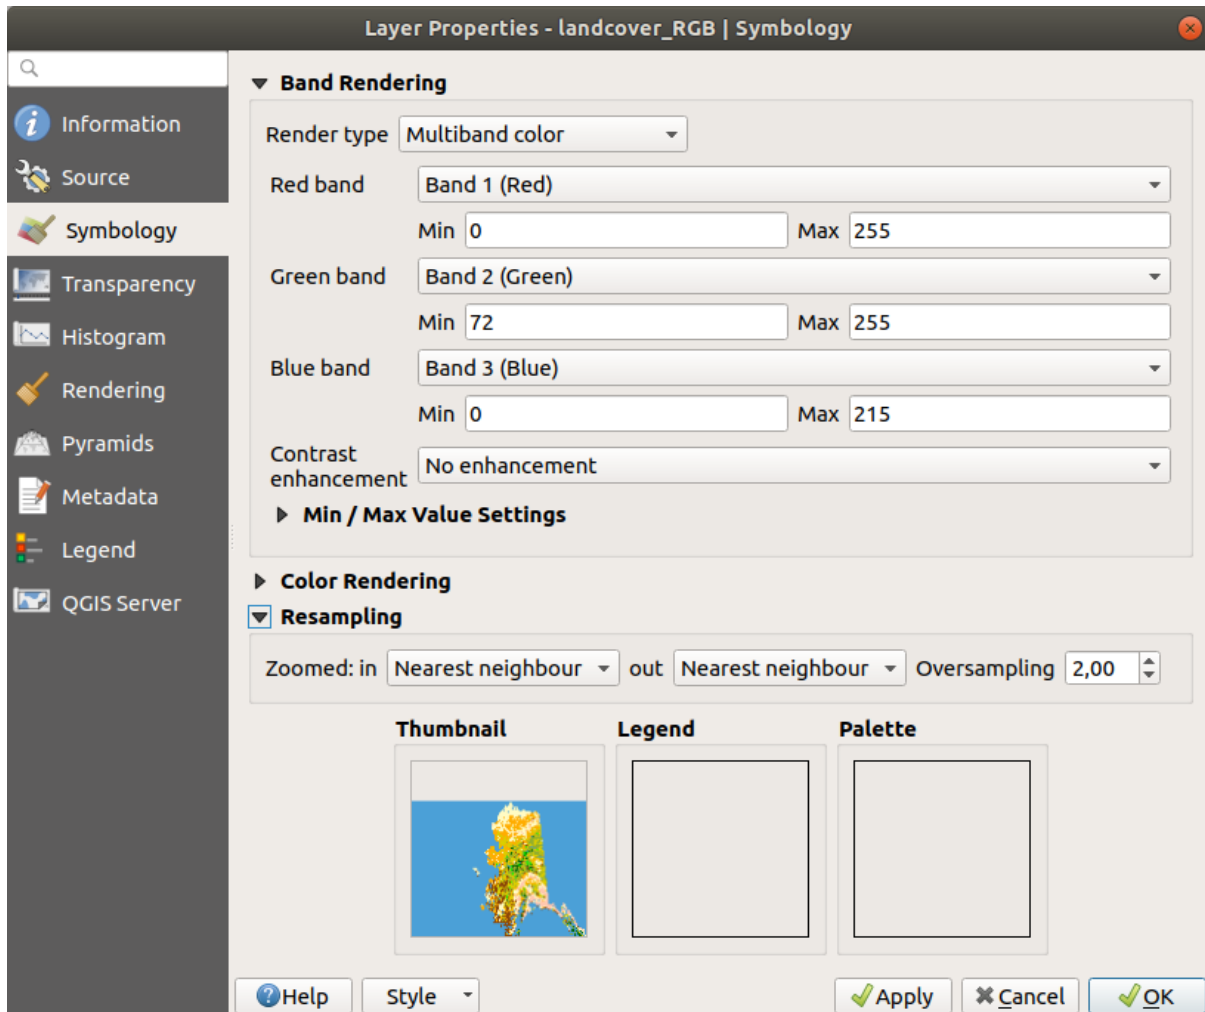 Layer Properties - landcover_RGB | Symbology
Information
Source
Symbology
Transparency
Histogram
Rendering
Pyramids
Metadata
Legend
QGIS Server
Band Rendering
Render type Multiband color
Red band Band 1 (Red)
Min 0 Max 255
Green band Band 2 (Green)
Min 72 Max 255
Blue band Band 3 (Blue)
Min 0 Max 215
Contrast
enhancement No enhancement
Min / Max Value Settings
Color Rendering
Resampling
Zoomed: in Nearest neighbour out Nearest neighbour Oversampling 2,00
Thumbnail Legend Palette
Help Style Apply Cancel OK